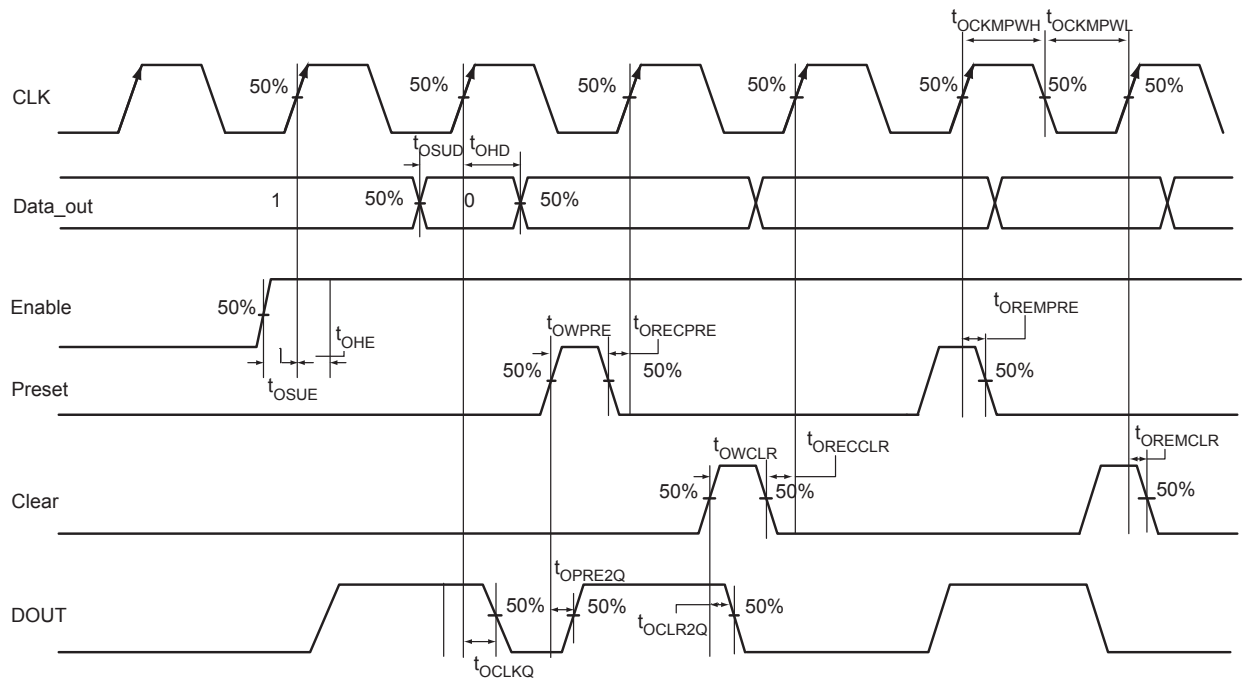 tOCKMPWH tOCKMPWL
CLK
50% 50% 50% 50% 50% 50% 50%
tOSUD tOHD
Data_out
1 50% 0 50%
Enable
50%
tOHE
tOSUE
tOWPRE tORECPRE
tOREMPRE
Preset
50% 50% 50%
tOWCLR tORECCLR
tOREMCLR
Clear
50% 50% 50%
tOPRE2Q
DOUT
50% 50% 50%
tOCLR2Q
tOCLKQ